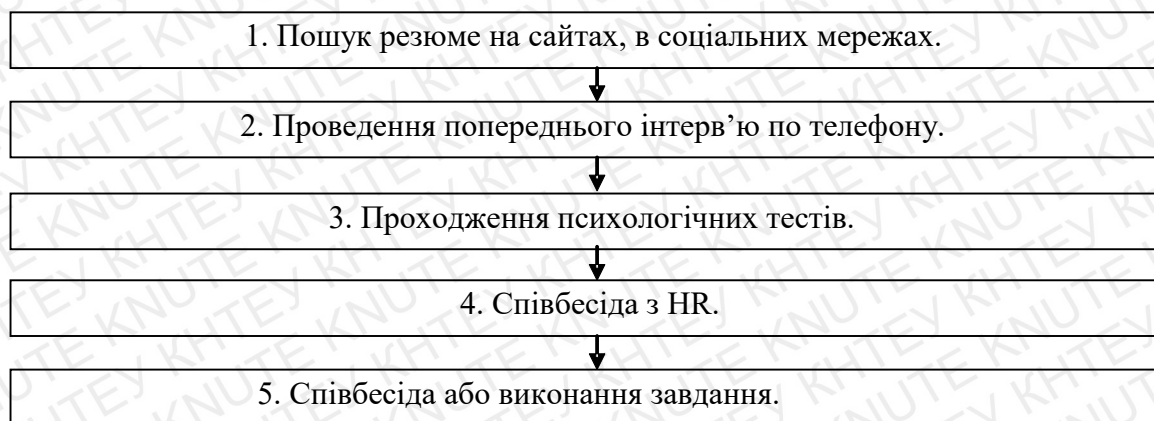 1. Пошук резюме на сайтах, в соціальних мережах.
2. Проведення попереднього інтерв’ю по телефону.
3. Проходження психологічних тестів.
4. Співбесіда з HR.
5. Співбесіда або виконання завдання.